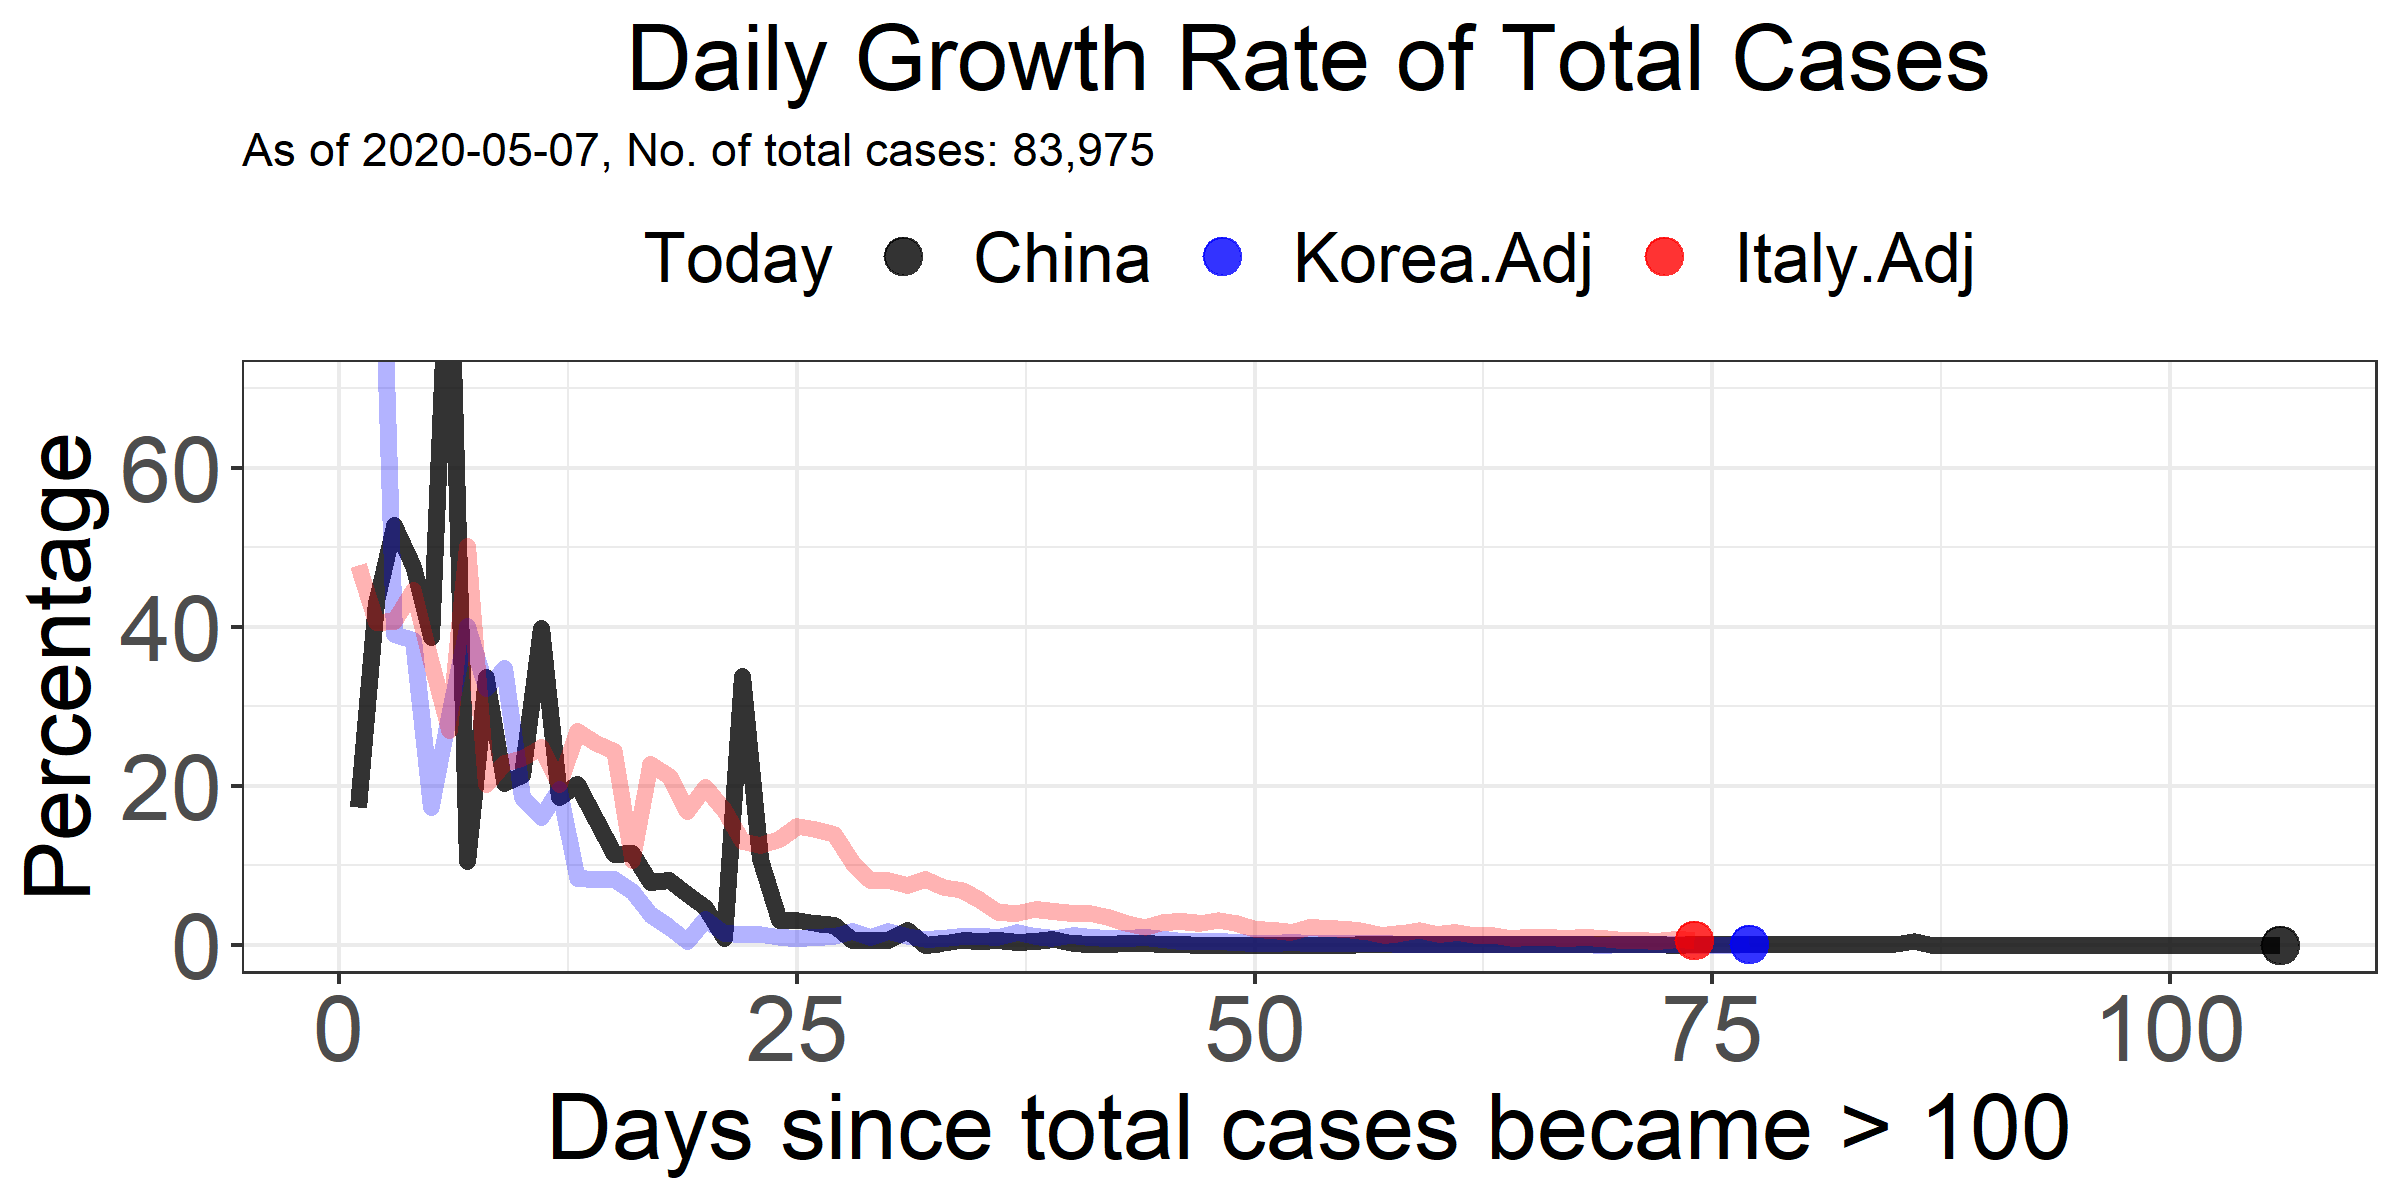 Daily Growth Rate of Total Cases
As of 2020-05-07, No. of total cases: 83,975
Today China Korea.Adj Italy.Adj
Percentage
60
40
20
0
0 25 50 75 100
Days since total cases became > 100